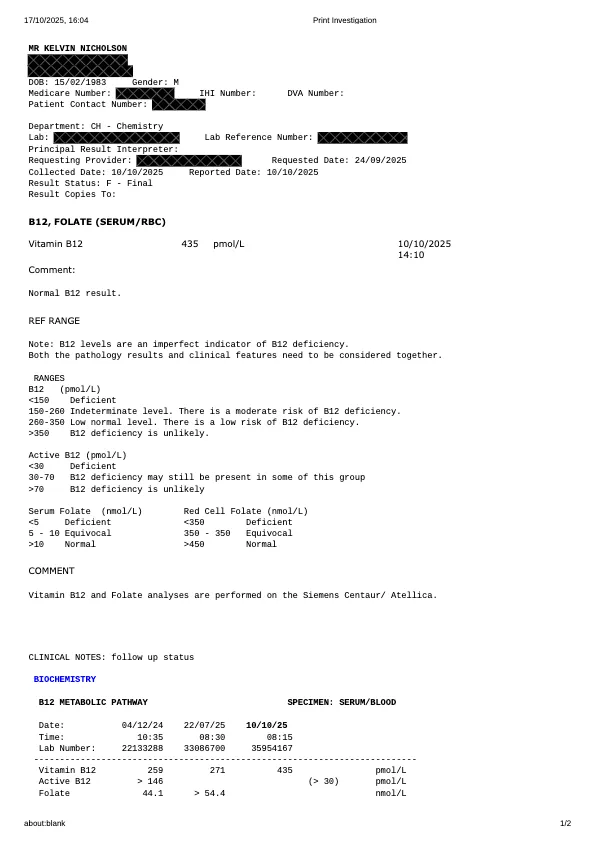 17/10/2025, 16:04 Print Investigation
MR KELVIN NICHOLSON
DOB: 15/02/1983 Gender: M
Medicare Number: IHI Number: DVA Number:
Patient Contact Number:
Department: CH - Chemistry
Lab: Lab Reference Number:
Principal Result Interpreter:
Requesting Provider: Requested Date: 24/09/2025
Collected Date: 10/10/2025 Reported Date: 10/10/2025
Result Status: F - Final
Result Copies To:
B12, FOLATE (SERUM/RBC)
Vitamin B12 435 pmol/L 10/10/2025
14:10
Comment:
Normal B12 result.
REF RANGE
Note: B12 levels are an imperfect indicator of B12 deficiency.
Both the pathology results and clinical features need to be considered together.
RANGES
B12 (pmol/L)
<150 Deficient
150-260 Indeterminate level. There is a moderate risk of B12 deficiency.
260-350 Low normal level. There is a low risk of B12 deficiency.
>350 B12 deficiency is unlikely.
Active B12 (pmol/L)
<30 Deficient
30-70 B12 deficiency may still be present in some of this group
>70 B12 deficiency is unlikely
Serum Folate (nmol/L) Red Cell Folate (nmol/L)
<5 Deficient <350 Deficient
5 - 10 Equivocal 350 - 350 Equivocal
>10 Normal >450 Normal
COMMENT
Vitamin B12 and Folate analyses are performed on the Siemens Centaur/ Atellica.
CLINICAL NOTES: follow up status
BIOCHEMISTRY
B12 METABOLIC PATHWAY SPECIMEN: SERUM/BLOOD
Date: 04/12/24 22/07/25 10/10/25
Time: 10:35 08:30 08:15
Lab Number: 22133288 33086700 35954167
--------------------------------------------------------------------------
Vitamin B12 259 271 435 pmol/L
Active B12 > 146 (> 30) pmol/L
Folate 44.1 > 54.4 nmol/L
about:blank 1/2